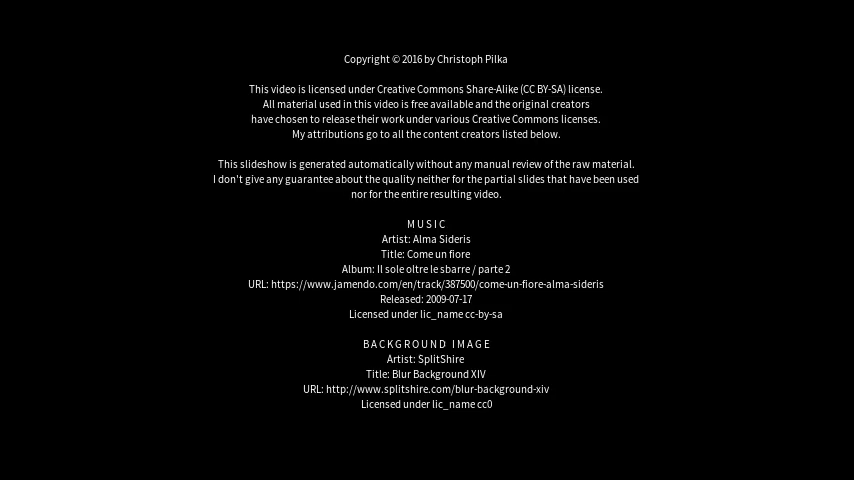 Copyright © 2016 by Christoph Pilka
This video is licensed under Creative Commons Share-Alike (CC BY-SA) license.
All material used in this video is free available and the original creators
have chosen to release their work under various Creative Commons licenses.
My attributions go to all the content creators listed below.
This slideshow is generated automatically without any manual review of the raw material.
I don't give any guarantee about the quality neither for the partial slides that have been used
nor for the entire resulting video.
MUSIC
Artist: Alma Sideris
Title: Come un fiore
Album: Il sole oltre le sbarre / parte 2
URL: https://www.jamendo.com/en/track/387500/come-un-fiore-alma-sideris
Released: 2009-07-17
Licensed under lic_name cc-by-sa
BACKGROUND IMAGE
Artist: SplitShire
Title: Blur Background XIV
URL: http://www.splitshire.com/blur-background-xiv
Licensed under lic_name cc0